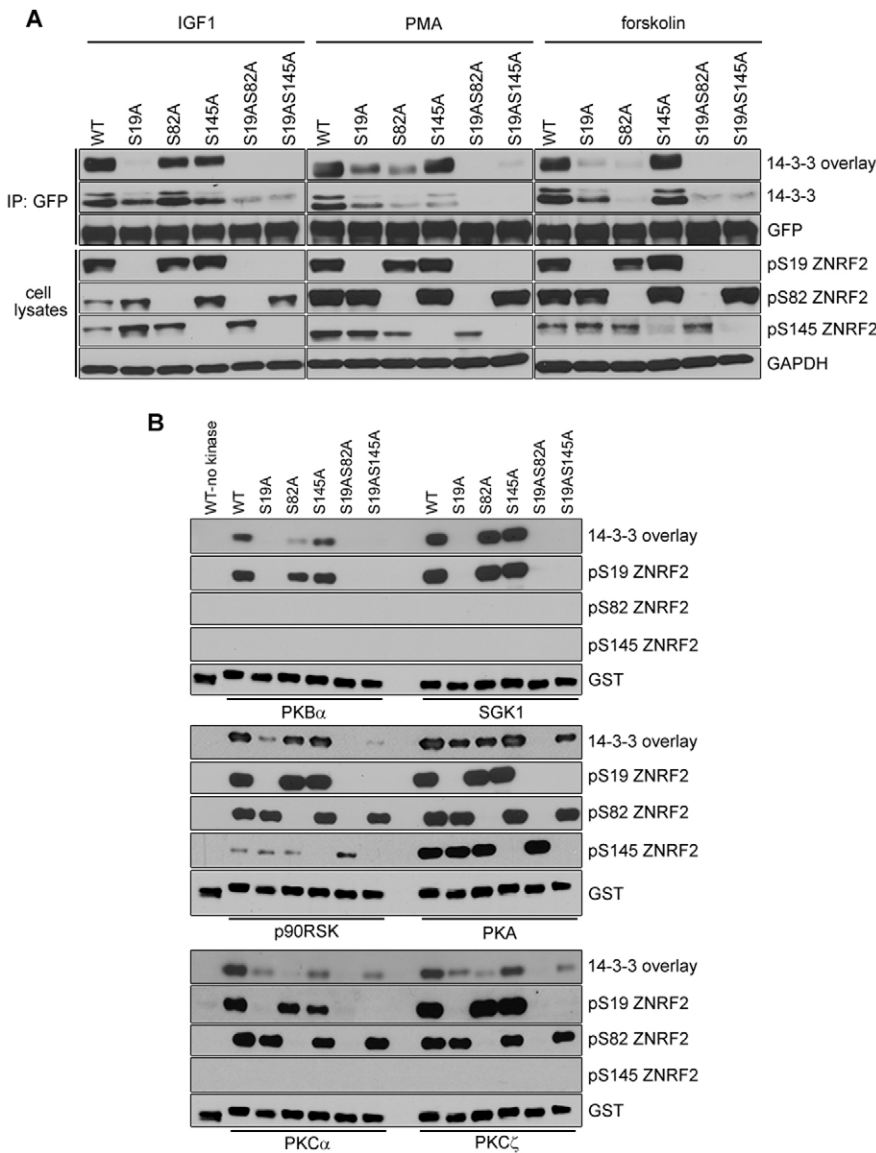 A
IGF1 PMA forskolin
WT S19A S82A S145A S19AS82A S19AS145A WT S19A S82A S145A S19AS82A S19AS145A WT S19A S82A S145A S19AS82A S19AS145A
IP: GFP
14-3-3 overlay
14-3-3
GFP
cell
lysates
pS19 ZNRF2
pS82 ZNRF2
pS145 ZNRF2
GAPDH
B
WT-no kinase WT S19A S82A S145A S19AS82A S19AS145A WT S19A S82A S145A S19AS82A S19AS145A
14-3-3 overlay
pS19 ZNRF2
pS82 ZNRF2
pS145 ZNRF2
GST
PKBα SGK1
14-3-3 overlay
pS19 ZNRF2
pS82 ZNRF2
pS145 ZNRF2
GST
p90RSK PKA
14-3-3 overlay
pS19 ZNRF2
pS82 ZNRF2
pS145 ZNRF2
GST
PKCα PKCζ